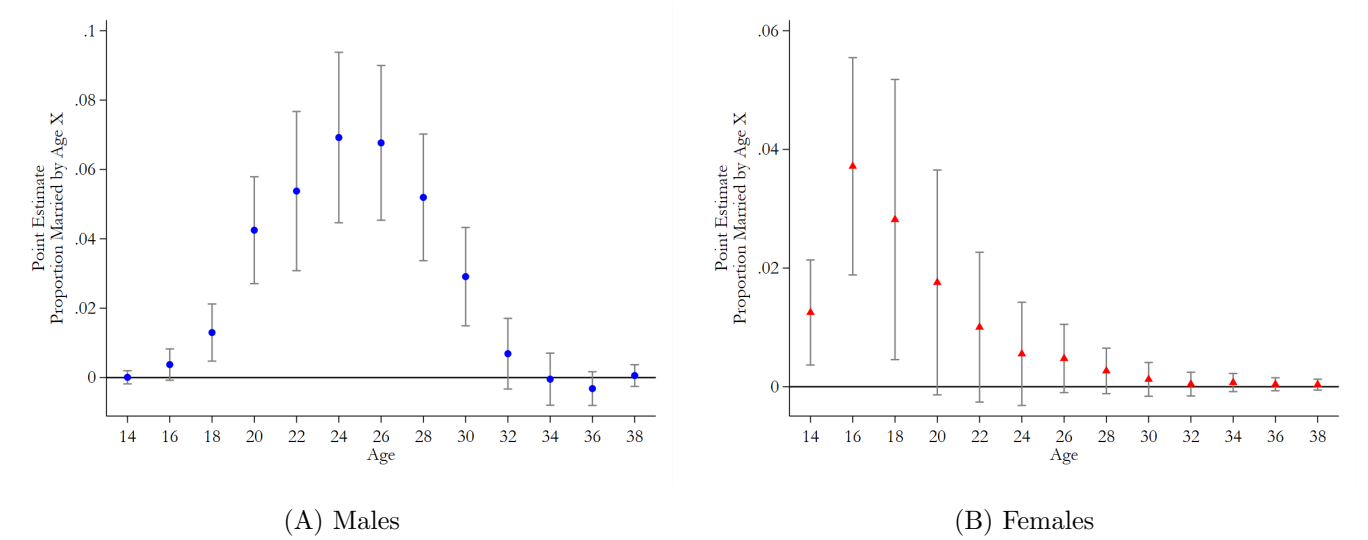 Point Estimate
Proportion Married by Age X
.1
.08
.06
.04
.02
0
14 16 18 20 22 24 26 28 30 32 34 36 38
Age
(A) Males
Point Estimate
Proportion Married by Age X
.06
.04
.02
0
14 16 18 20 22 24 26 28 30 32 34 36 38
Age
(B) Females